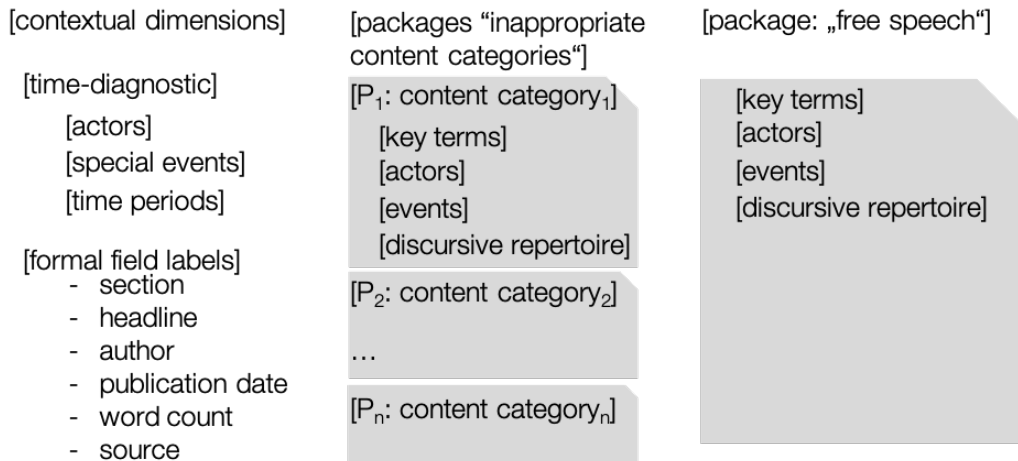 [contextual dimensions]
[time-diagnostic]
[actors]
[special events]
[time periods]
[formal field labels]
- section
- headline
- author
- publication date
- word count
- source
[packages “inappropriate
content categories“]
[P₁: content category₁]
[key terms]
[actors]
[events]
[discursive repertoire]
[P₂: content category₂]
…
[Pₙ: content categoryₙ]
[package: „free speech“]
[key terms]
[actors]
[events]
[discursive repertoire]